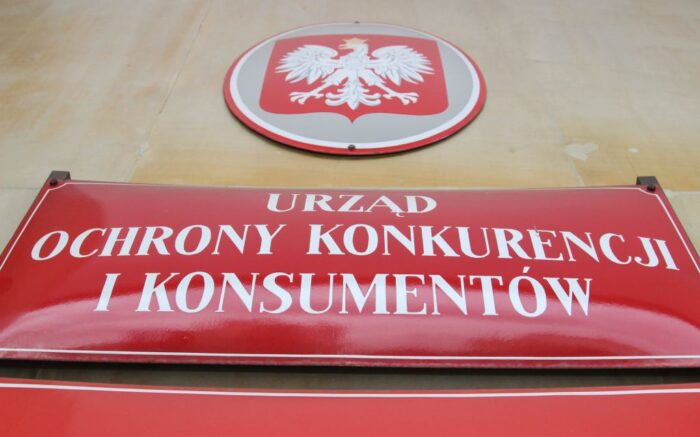 URZĄD
OCHRONY KONKURENCJI
I KONSUMENTÓW